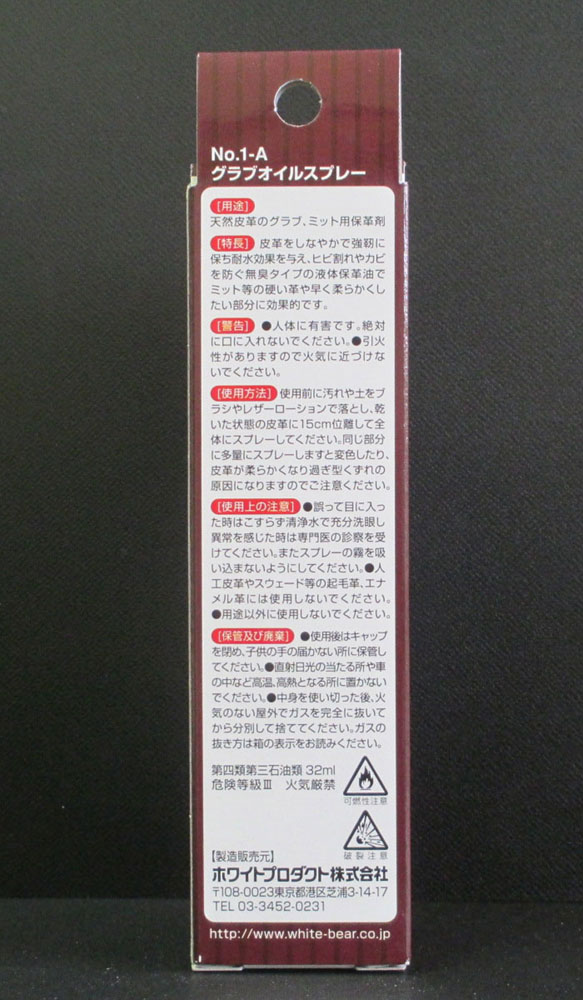 No.1-A
グラブオイルスプレー
[用途]
天然皮革のグラブ、ミット用保革剤
[特長] 皮革をしなやかで強靭に
保ち耐水効果を与え、ヒビ割れやカビ
を防ぐ無臭タイプの液体保革油で
ミット等の硬い革や早く柔らかくし
たい部分に効果的です。
[警告] ●人体に有害です。絶対
に口に入れないでください。●引火
性がありますので火気に近づけな
いでください。
[使用方法] 使用前に汚れや土をブ
ラシやレザーローションで落とし、乾
いた状態の皮革に15cm位離して全
体にスプレーしてください。同じ部分
に多量にスプレーしますと変色したり、
皮革が柔らかくなり過ぎ型くずれの
原因になりますのでご注意ください。
[使用上の注意] ●誤って目に入っ
た時はこすらず清浄水で充分洗眼し
異常を感じた時は専門医の診察を受
けてください。またスプレーの霧を吸
い込まないようにしてください。●人
工皮革やスウェード等の起毛革、エナ
メル革には使用しないでください。
●用途以外に使用しないでください。
[保管及び廃棄] ●使用後はキャップ
を閉め、子供の手の届かない所に保管し
てください。●直射日光の当たる所や車
の中など高温、高熱となる所に置かない
でください。●中身を使い切った後、火
気のない屋外でガスを完全に抜いて
から分別して捨ててください。ガスの
抜き方は箱の表示をお読みください。
第四類第三石油類 32ml
危険等級Ⅲ 火気厳禁
可燃性注意
破裂注意
【製造販売元】
ホワイトプロダクト株式会社
〒108-0023東京都港区芝浦3-14-17
TEL 03-3452-0231
http://www.white-bear.co.jp